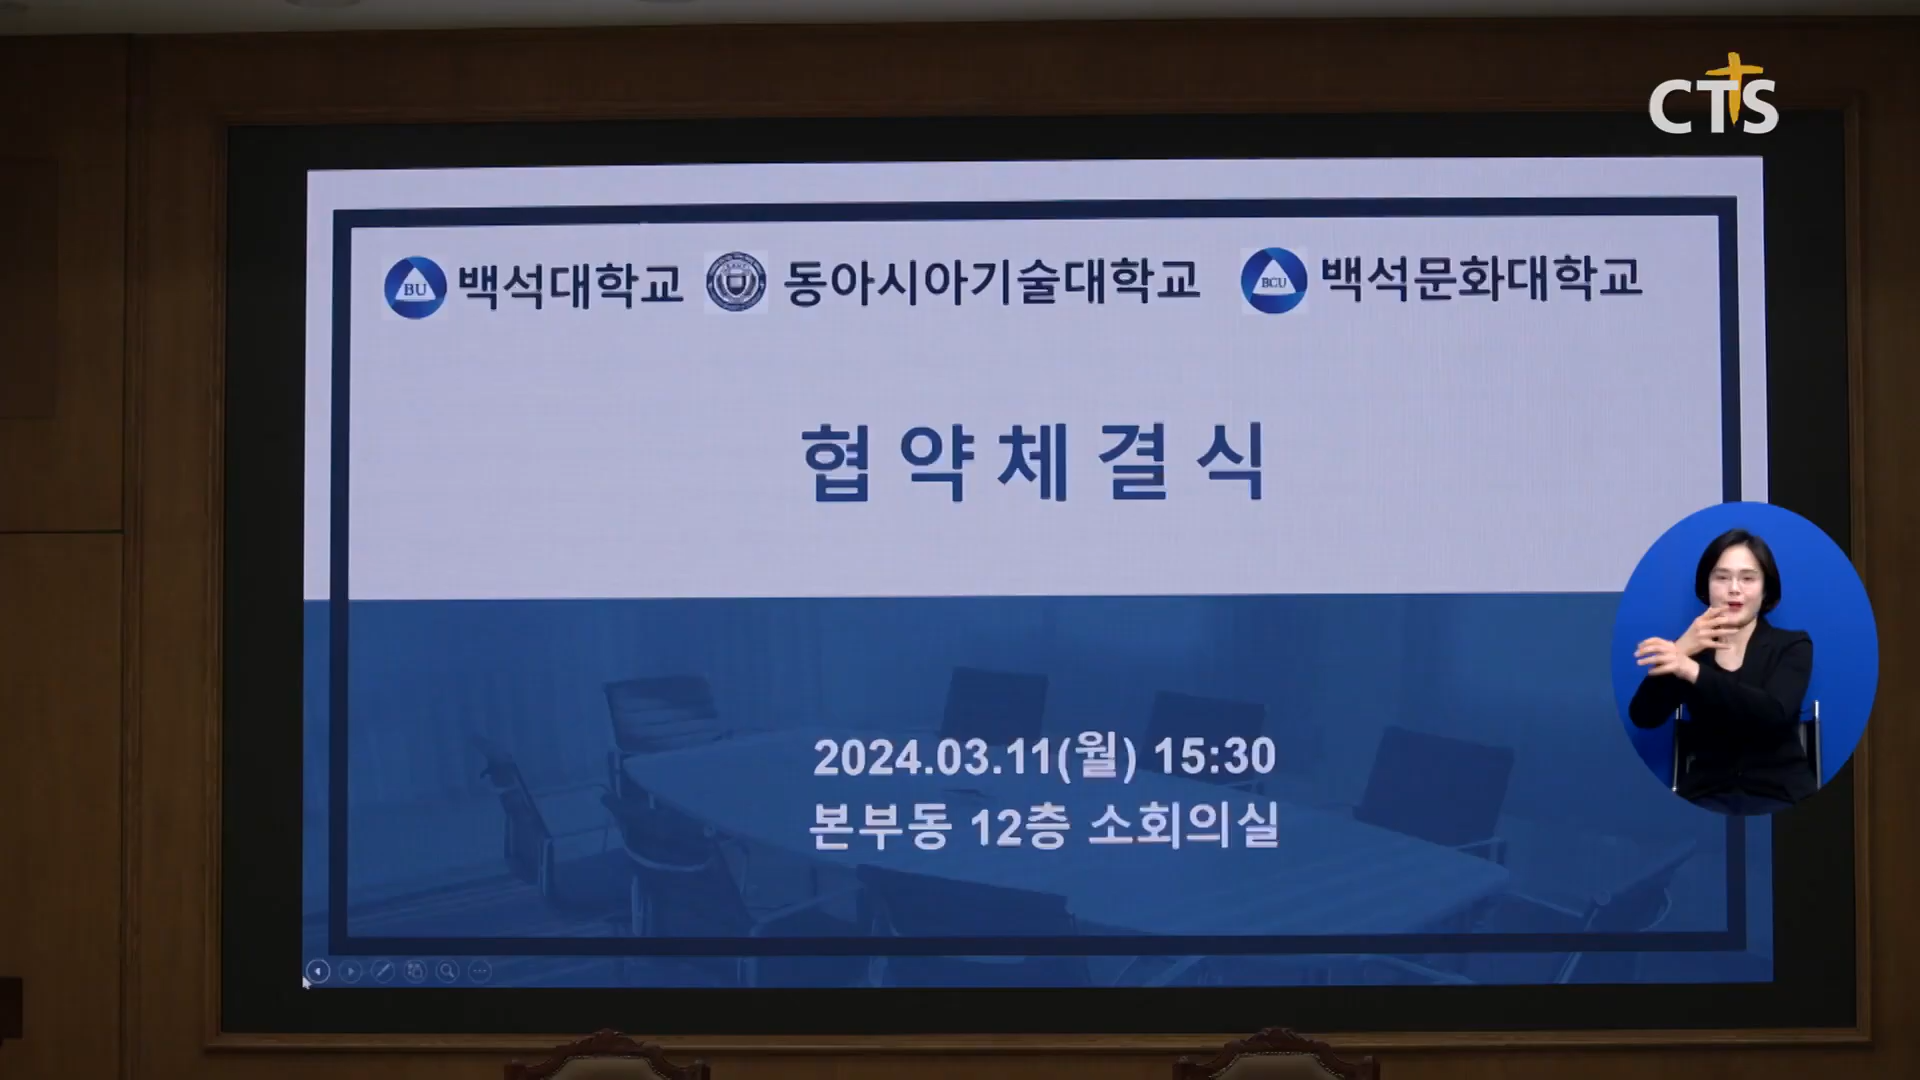 CTS
BU 백석대학교 동아시아기술대학교 BCU 백석문화대학교
협약체결식
2024.03.11(월) 15:30
본부동 12층 소회의실